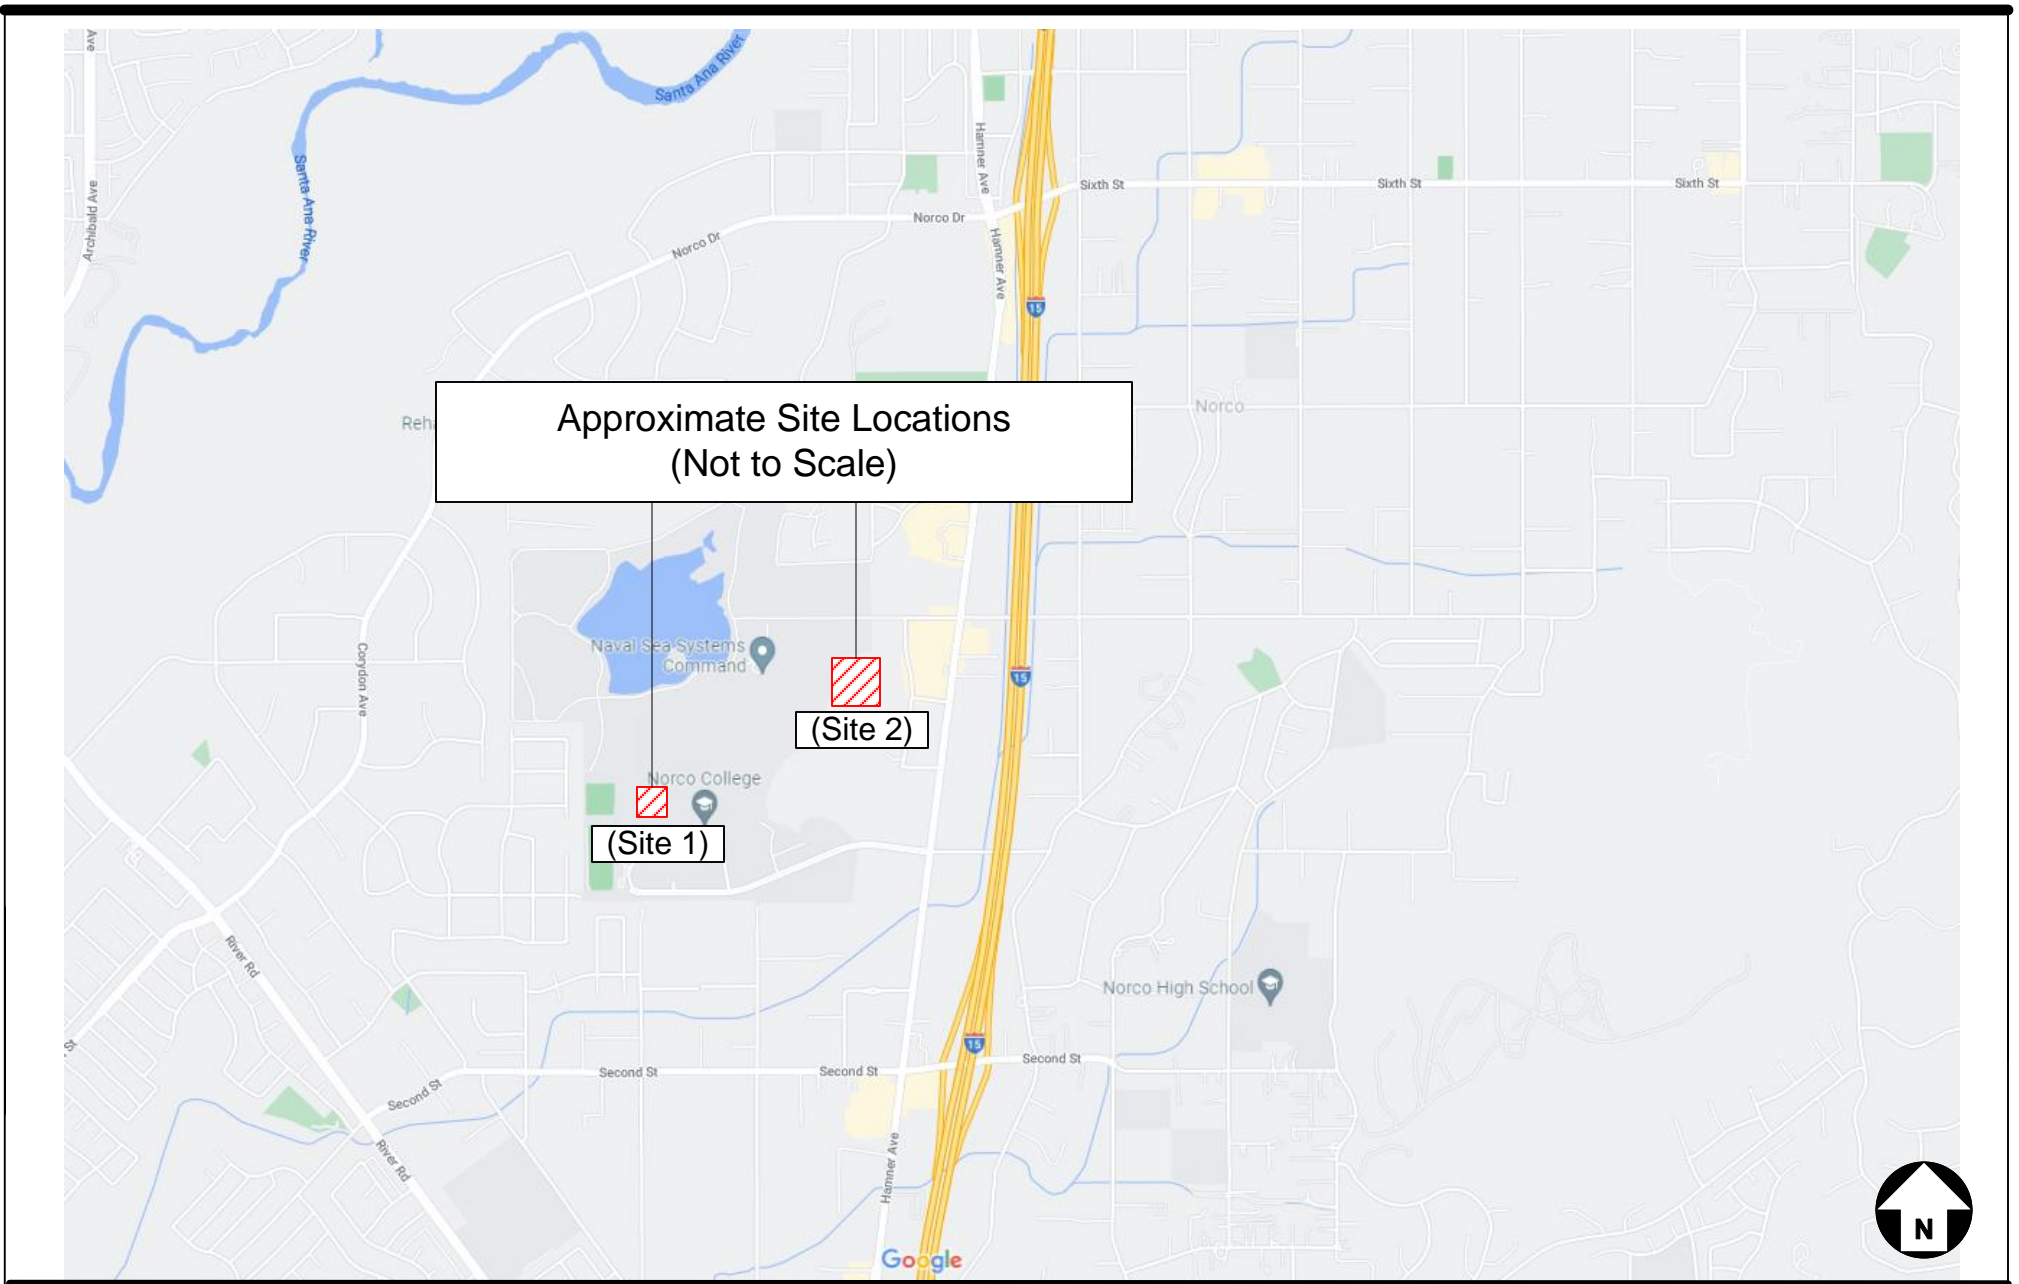 Ave
Santa Ana River
Hamner Ave
Santa Ana River
Archibald Ave
Sixth St
Sixth St
Sixth St
Norco Dr
Norco Dr
Hamner Ave
15
Approximate Site Locations
(Not to Scale)
Norco
Reh
Naval Sea Systems
Command
15
Corydon Ave
(Site 2)
Norco College
(Site 1)
River Rd
Norco High School
15
St
Second St
Second St
Second St
Second St
River Rd
Hamner Ave
N
Google